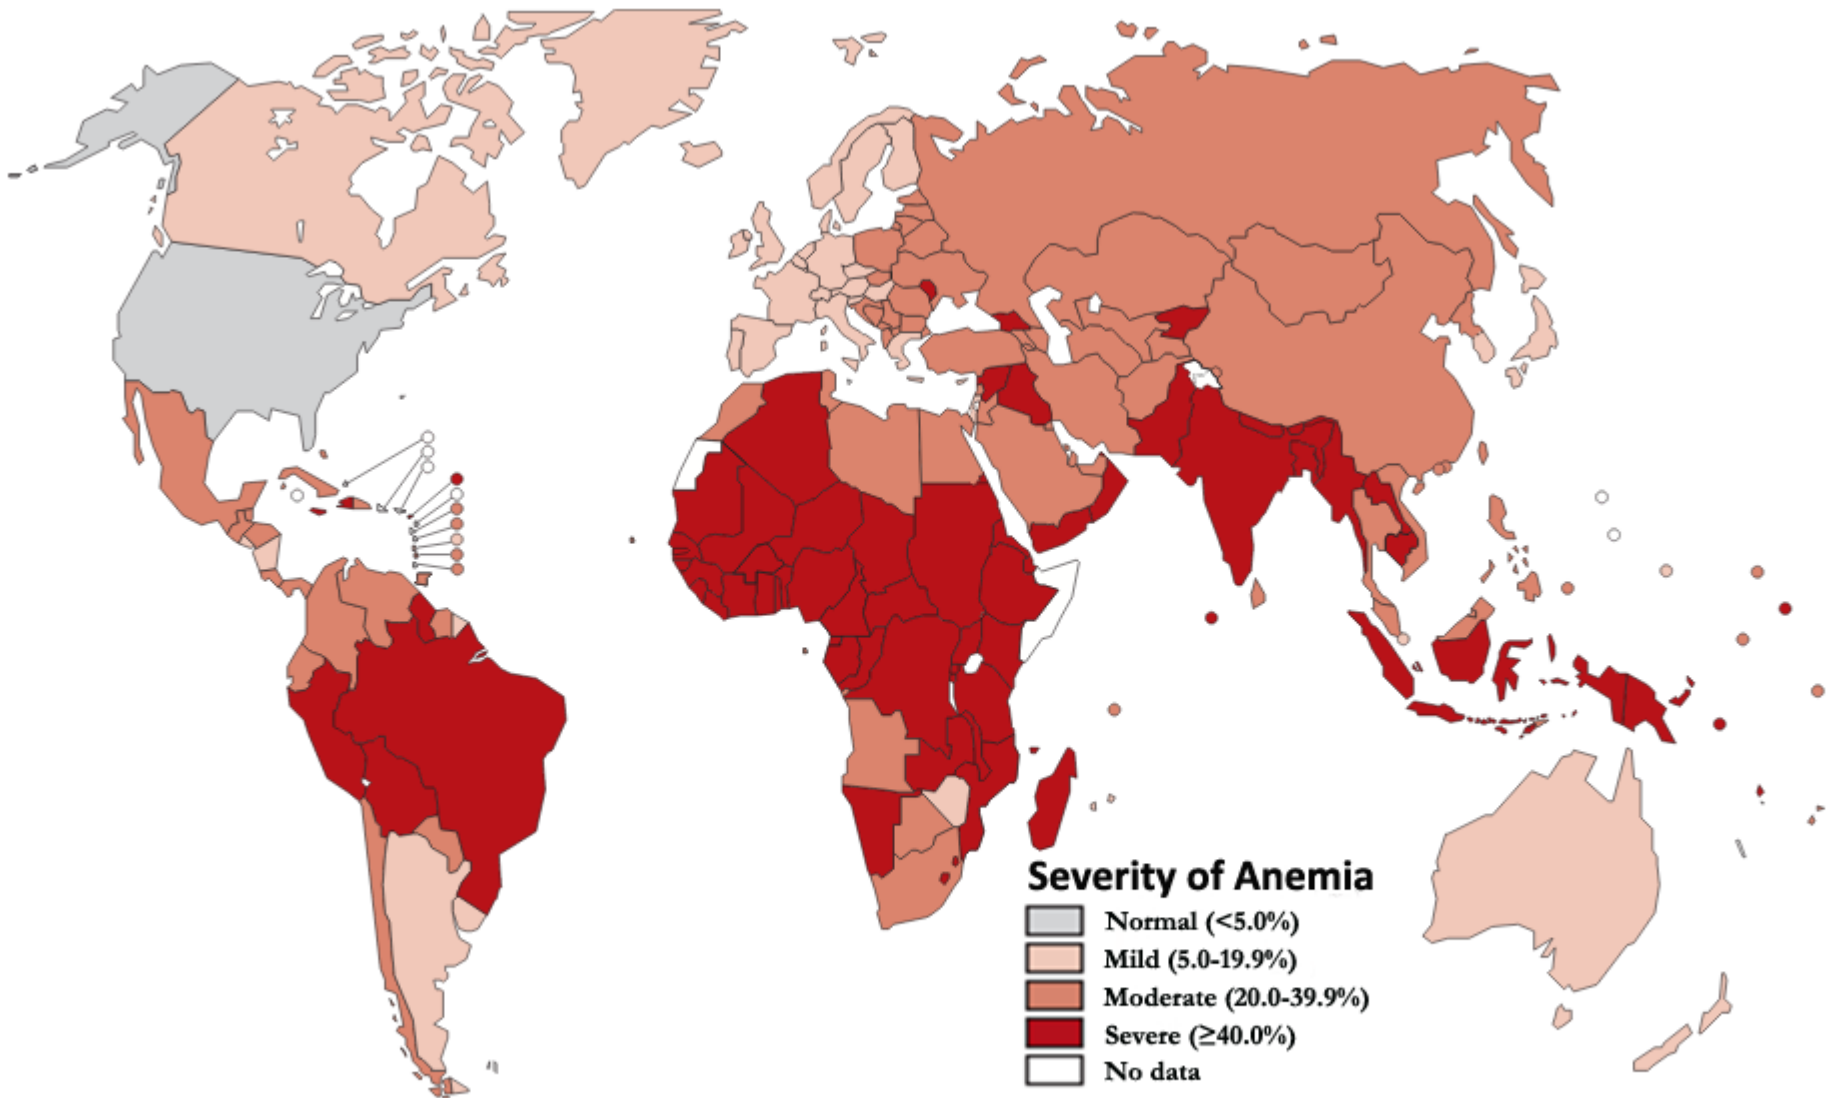 Severity of Anemia
Normal (<5.0%)
Mild (5.0-19.9%)
Moderate (20.0-39.9%)
Severe (≥40.0%)
No data